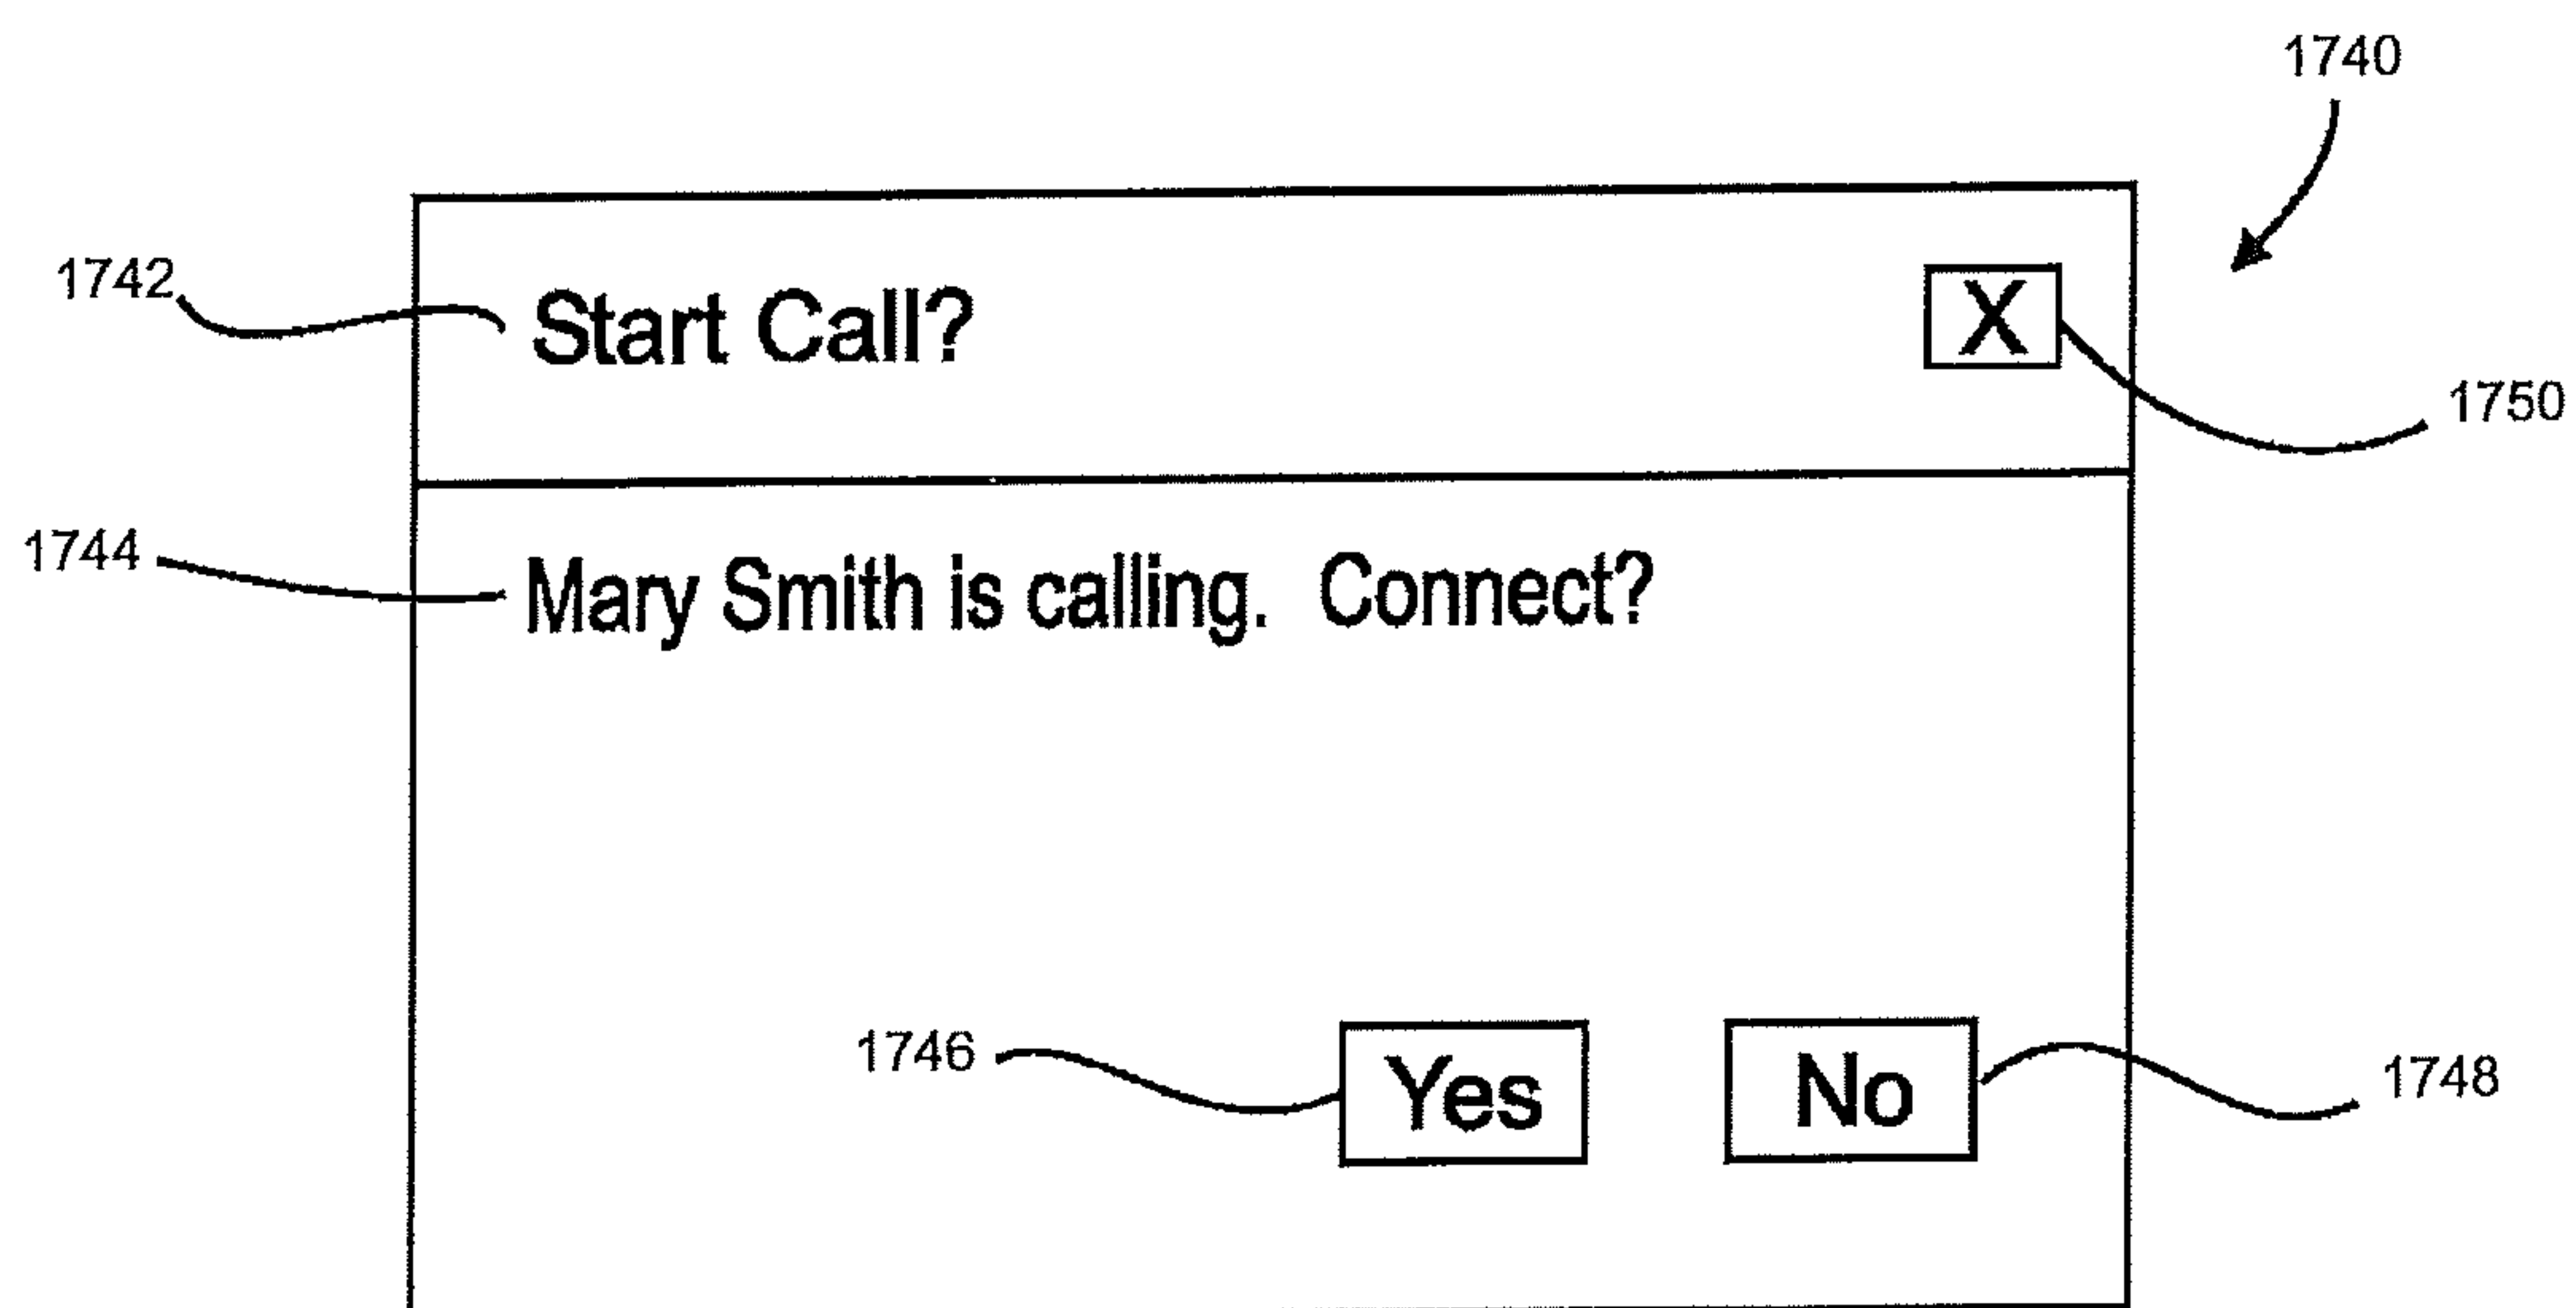 1740
1742
Start Call?
X
1750
1744
Mary Smith is calling.  Connect?
1746
Yes
No
1748